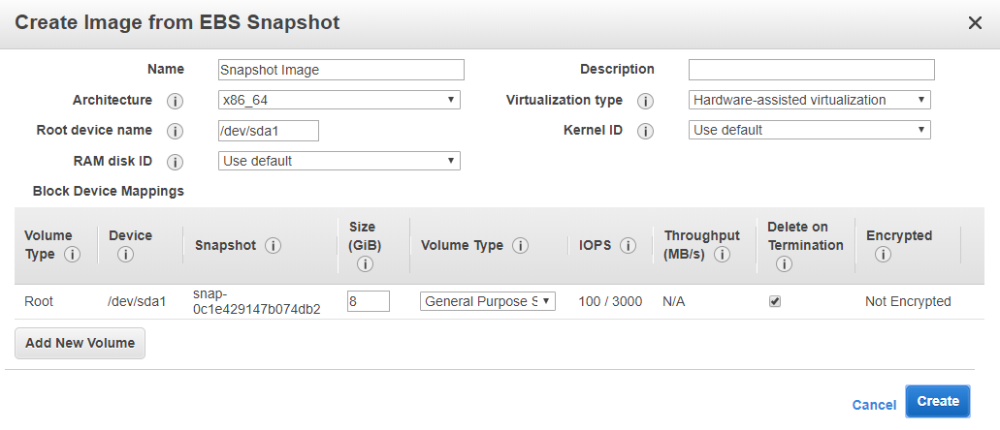 Create Image from EBS Snapshot
Name Snapshot Image Description
Architecture x86_64 Virtualization type Hardware-assisted virtualization
Root device name /dev/sda1 Kernel ID Use default
RAM disk ID Use default
Block Device Mappings
Volume Type Device Snapshot Size (GiB) Volume Type IOPS Throughput (MB/s) Delete on Termination Encrypted
Root /dev/sda1 snap-0c1e429147b074db2 8 General Purpose S 100 / 3000 N/A Not Encrypted
Add New Volume
Cancel Create